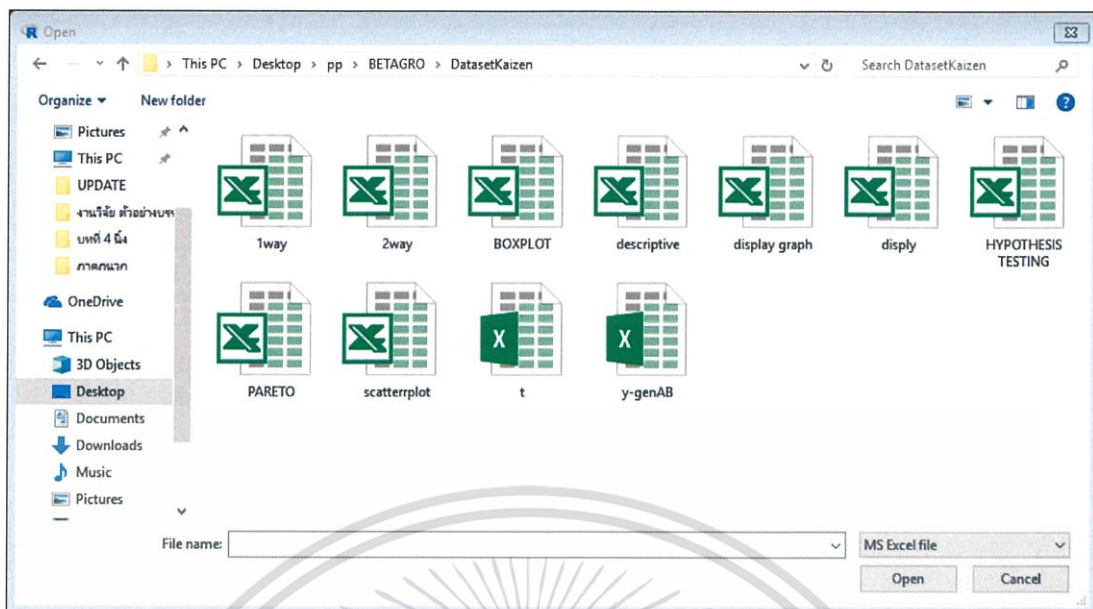 Open
This PC > Desktop > pp > BETAGRO > DatasetKaizen
Search DatasetKaizen
Organize
New folder
Pictures
This PC
UPDATE
งานวิจัย ตัวอย่างบรร
บทที่ 4 นิ้ง
ภาคผนวก
OneDrive
This PC
3D Objects
Desktop
Documents
Downloads
Music
Pictures
1way
2way
BOXPLOT
descriptive
display graph
disply
HYPOTHESIS
TESTING
PARETO
scatterrplot
t
y-genAB
File name:
MS Excel file
Open
Cancel